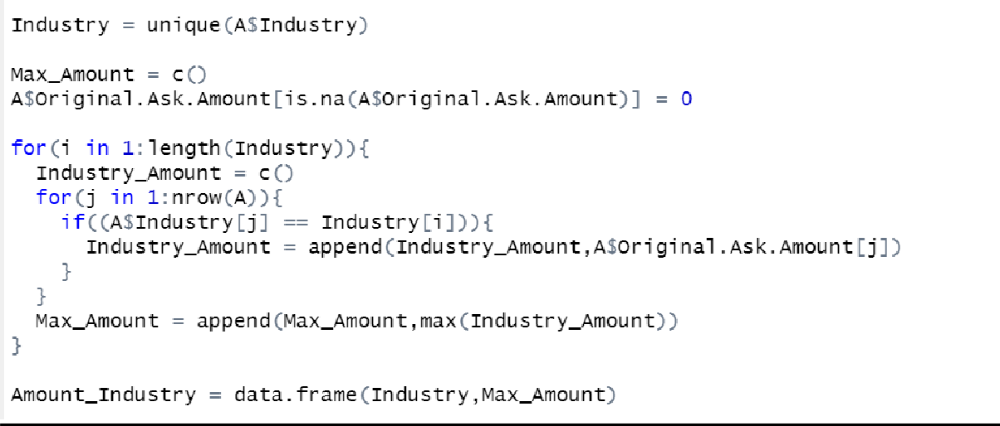 Industry = unique(A$Industry)
Max_Amount = c()
A$Original.Ask.Amount[is.na(A$Original.Ask.Amount)] = 0
for(i in 1:length(Industry)){
Industry_Amount = c()
for(j in 1:nrow(A)){
if((A$Industry[j] == Industry[i])){
Industry_Amount = append(Industry_Amount,A$Original.Ask.Amount[j])
}
}
Max_Amount = append(Max_Amount,max(Industry_Amount))
}
Amount_Industry = data.frame(Industry,Max_Amount)